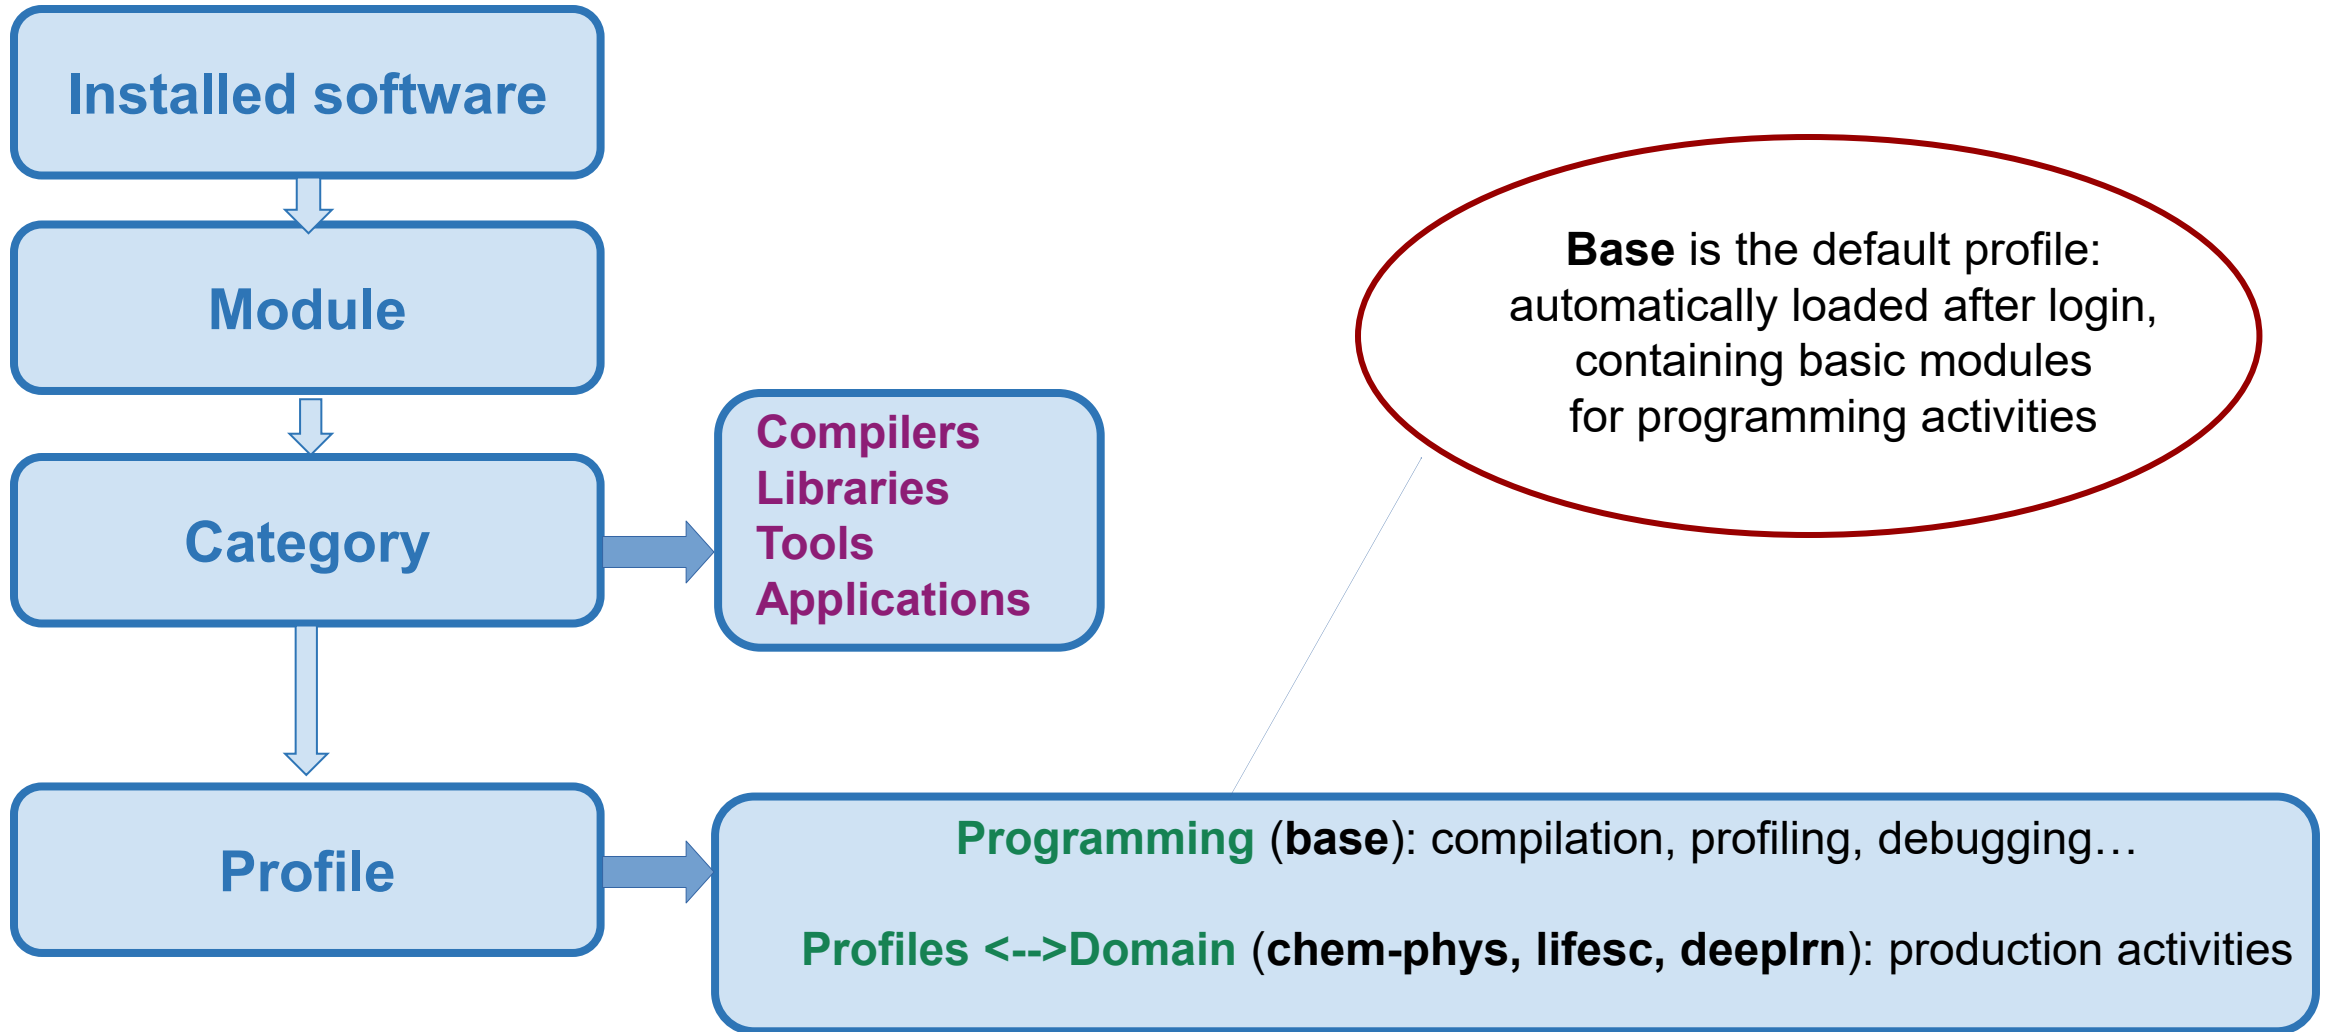 Installed software
Module
Category
Compilers
Libraries
Tools
Applications
Base is the default profile:
automatically loaded after login,
containing basic modules
for programming activities
Profile
Programming (base): compilation, profiling, debugging…
Profiles <-->Domain (chem-phys, lifesc, deeplrn): production activities